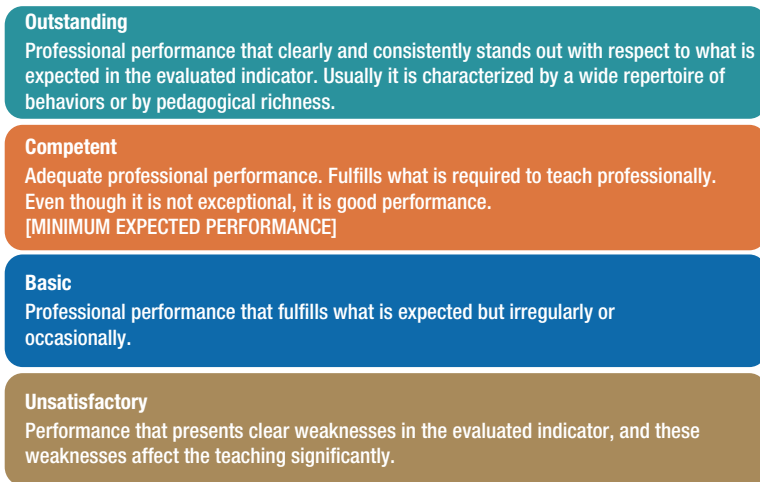 Outstanding
Professional performance that clearly and consistently stands out with respect to what is
expected in the evaluated indicator. Usually it is characterized by a wide repertoire of
behaviors or by pedagogical richness.
Competent
Adequate professional performance. Fulfills what is required to teach professionally.
Even though it is not exceptional, it is good performance.
[MINIMUM EXPECTED PERFORMANCE]
Basic
Professional performance that fulfills what is expected but irregularly or
occasionally.
Unsatisfactory
Performance that presents clear weaknesses in the evaluated indicator, and these
weaknesses affect the teaching significantly.